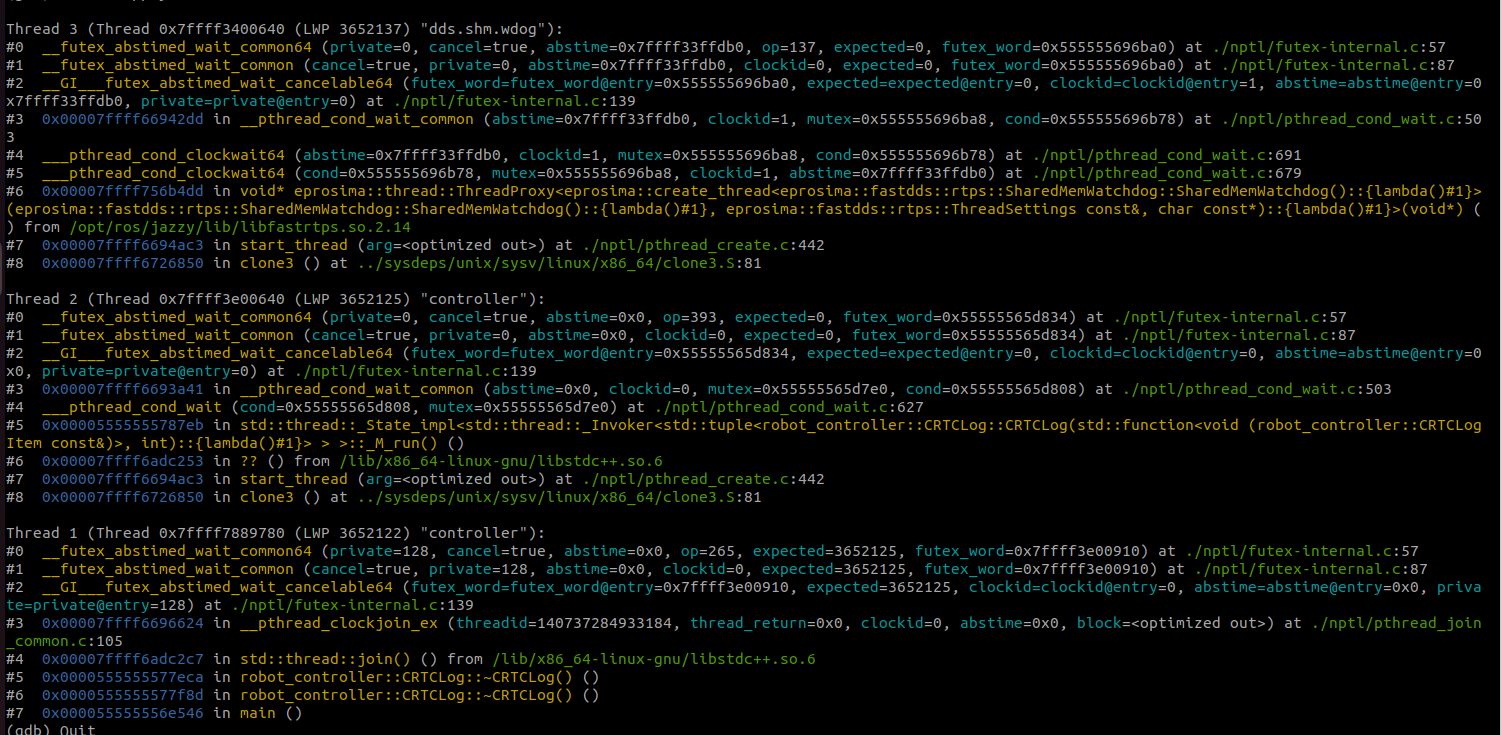 Thread 3 (Thread 0x7ffff3400640 (LWP 3652137) "dds.shm.wdog"):
#0  __futex_abstimed_wait_common64 (private=0, cancel=true, abstime=0x7ffff33ffdb0, op=137, expected=0, futex_word=0x555555696ba0) at ./nptl/futex-internal.c:57
#1  __futex_abstimed_wait_common (cancel=true, private=0, abstime=0x7ffff33ffdb0, clockid=0, expected=0, futex_word=0x555555696ba0) at ./nptl/futex-internal.c:87
#2  __GI___futex_abstimed_wait_cancelable64 (futex_word=futex_word@entry=0x555555696ba0, expected=expected@entry=0, clockid=clockid@entry=1, abstime=abstime@entry=0
x7ffff33ffdb0, private=private@entry=0) at ./nptl/futex-internal.c:139
#3  0x00007ffff66942dd in __pthread_cond_wait_common (abstime=0x7ffff33ffdb0, clockid=1, mutex=0x555555696ba8, cond=0x555555696b78) at ./nptl/pthread_cond_wait.c:50
3
#4  ___pthread_cond_clockwait64 (abstime=0x7ffff33ffdb0, clockid=1, mutex=0x555555696ba8, cond=0x555555696b78) at ./nptl/pthread_cond_wait.c:691
#5  ___pthread_cond_clockwait64 (cond=0x555555696b78, mutex=0x555555696ba8, clockid=1, abstime=0x7ffff33ffdb0) at ./nptl/pthread_cond_wait.c:679
#6  0x00007ffff756b4dd in void* eprosima::thread::ThreadProxy<eprosima::create_thread<eprosima::fastdds::rtps::SharedMemWatchdog::SharedMemWatchdog()::{lambda()#1}>
(eprosima::fastdds::rtps::SharedMemWatchdog::SharedMemWatchdog()::{lambda()#1}, eprosima::fastdds::rtps::ThreadSettings const&, char const*)::{lambda()#1}>(void*) (
) from /opt/ros/jazzy/lib/libfastrtps.so.2.14
#7  0x00007ffff6694ac3 in start_thread (arg=<optimized out>) at ./nptl/pthread_create.c:442
#8  0x00007ffff6726850 in clone3 () at ../sysdeps/unix/sysv/linux/x86_64/clone3.S:81
Thread 2 (Thread 0x7ffff3e00640 (LWP 3652125) "controller"):
#0  __futex_abstimed_wait_common64 (private=0, cancel=true, abstime=0x0, op=393, expected=0, futex_word=0x55555565d834) at ./nptl/futex-internal.c:57
#1  __futex_abstimed_wait_common (cancel=true, private=0, abstime=0x0, clockid=0, expected=0, futex_word=0x55555565d834) at ./nptl/futex-internal.c:87
#2  __GI___futex_abstimed_wait_cancelable64 (futex_word=futex_word@entry=0x55555565d834, expected=expected@entry=0, clockid=clockid@entry=0, abstime=abstime@entry=0
x0, private=private@entry=0) at ./nptl/futex-internal.c:139
#3  0x00007ffff6693a41 in __pthread_cond_wait_common (abstime=0x0, clockid=0, mutex=0x55555565d7e0, cond=0x55555565d808) at ./nptl/pthread_cond_wait.c:503
#4  ___pthread_cond_wait (cond=0x55555565d808, mutex=0x55555565d7e0) at ./nptl/pthread_cond_wait.c:627
#5  0x00005555555787eb in std::thread::_State_impl<std::thread::_Invoker<std::tuple<robot_controller::CRTCLog::CRTCLog(std::function<void (robot_controller::CRTCLog
Item const&)>, int)::{lambda()#1}> > >::_M_run() ()
#6  0x00007ffff6adc253 in ?? () from /lib/x86_64-linux-gnu/libstdc++.so.6
#7  0x00007ffff6694ac3 in start_thread (arg=<optimized out>) at ./nptl/pthread_create.c:442
#8  0x00007ffff6726850 in clone3 () at ../sysdeps/unix/sysv/linux/x86_64/clone3.S:81
Thread 1 (Thread 0x7ffff7889780 (LWP 3652122) "controller"):
#0  __futex_abstimed_wait_common64 (private=128, cancel=true, abstime=0x0, op=265, expected=3652125, futex_word=0x7ffff3e00910) at ./nptl/futex-internal.c:57
#1  __futex_abstimed_wait_common (cancel=true, private=128, abstime=0x0, clockid=0, expected=3652125, futex_word=0x7ffff3e00910) at ./nptl/futex-internal.c:87
#2  __GI___futex_abstimed_wait_cancelable64 (futex_word=futex_word@entry=0x7ffff3e00910, expected=3652125, clockid=clockid@entry=0, abstime=abstime@entry=0x0, priva
te=private@entry=128) at ./nptl/futex-internal.c:139
#3  0x00007ffff6696624 in __pthread_clockjoin_ex (threadid=140737284933184, thread_return=0x0, clockid=0, abstime=0x0, block=<optimized out>) at ./nptl/pthread_join
_common.c:105
#4  0x00007ffff6adc2c7 in std::thread::join() () from /lib/x86_64-linux-gnu/libstdc++.so.6
#5  0x0000555555577eca in robot_controller::CRTCLog::~CRTCLog() ()
#6  0x0000555555577f8d in robot_controller::CRTCLog::~CRTCLog() ()
#7  0x000055555556e546 in main ()
(gdb) Quit